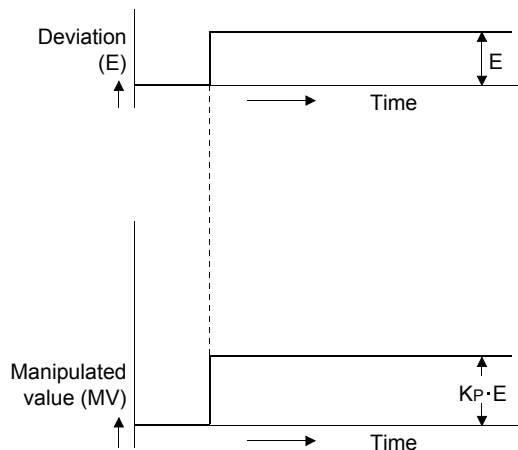 Deviation
(E)
E
Time
Manipulated
value (MV)
KP·E
Time